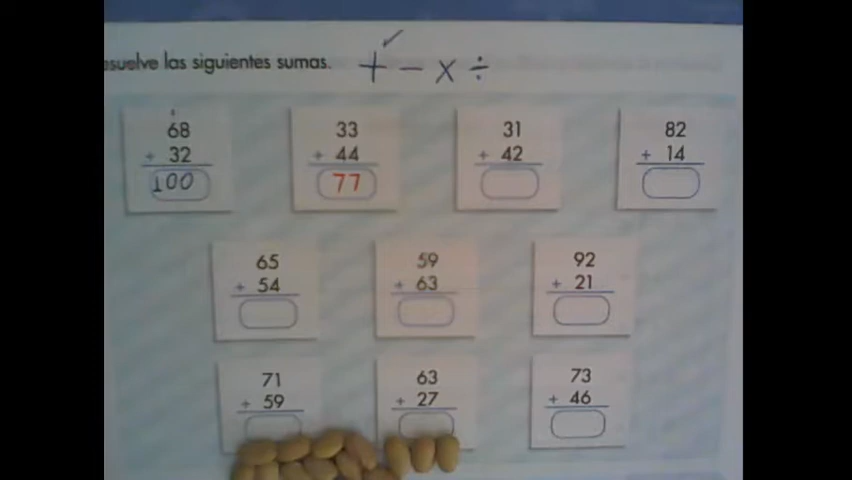 suelve las siguientes sumas. + - x ÷
68 33 31 82
+ 32 + 44 + 42 + 14
100 77
65 59 92
+ 54 + 63 + 21
71 63 73
+ 59 + 27 + 46